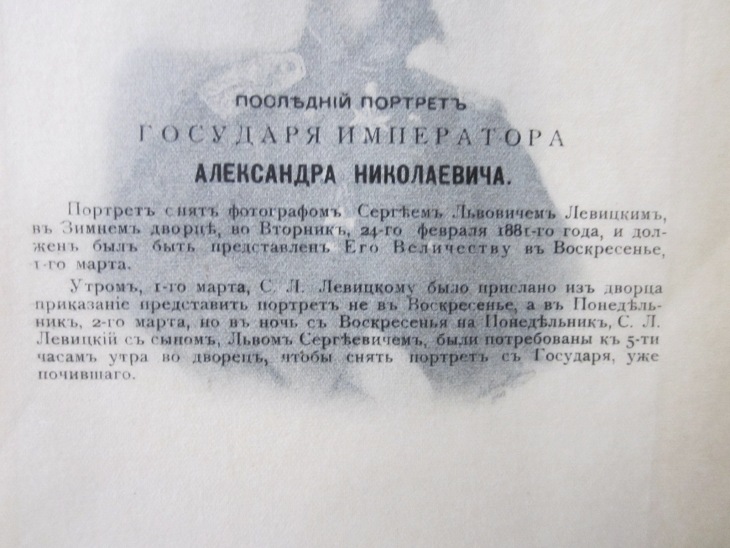 ПОСЛѢДНІЙ ПОРТРЕТЪ
ГОСУДАРЯ ИМПЕРАТОРА
АЛЕКСАНДРА НИКОЛАЕВИЧА.
Портретъ снятъ фотографомъ Сергѣемъ Львовичемъ Левицкимъ,
въ Зимнемъ дворцѣ, во Вторникъ, 24-го февраля 1881-го года, и дол-
женъ былъ быть представленъ Его Величеству въ Воскресенье,
1-го марта.
Утромъ, 1-го марта, С. Л. Левицкому было прислано изъ дворца
приказаніе представить портретъ не въ Воскресенье, а въ Понедѣль-
никъ, 2-го марта, но въ ночь съ Воскресенья на Понедѣльникъ, С. Л.
Левицкій съ сыномъ, Львомъ Сергѣевичемъ, были потребованы къ 5-ти
часамъ утра во дворецъ, чтобы снять портретъ съ Государя, уже
почившаго.